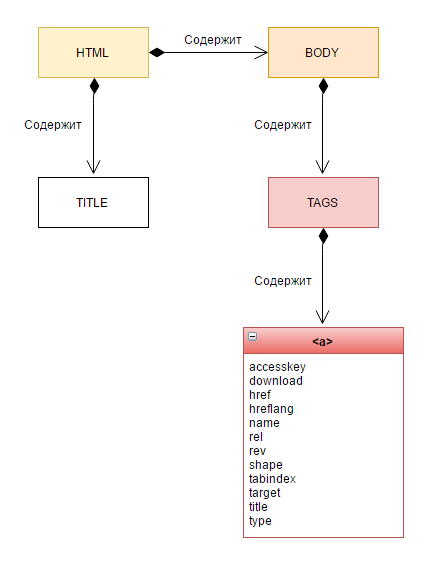 Содержит
HTML
BODY
Содержит
Содержит
TITLE
TAGS
Содержит
<a>
accesskey
download
href
hreflang
name
rel
rev
shape
tabindex
target
title
type